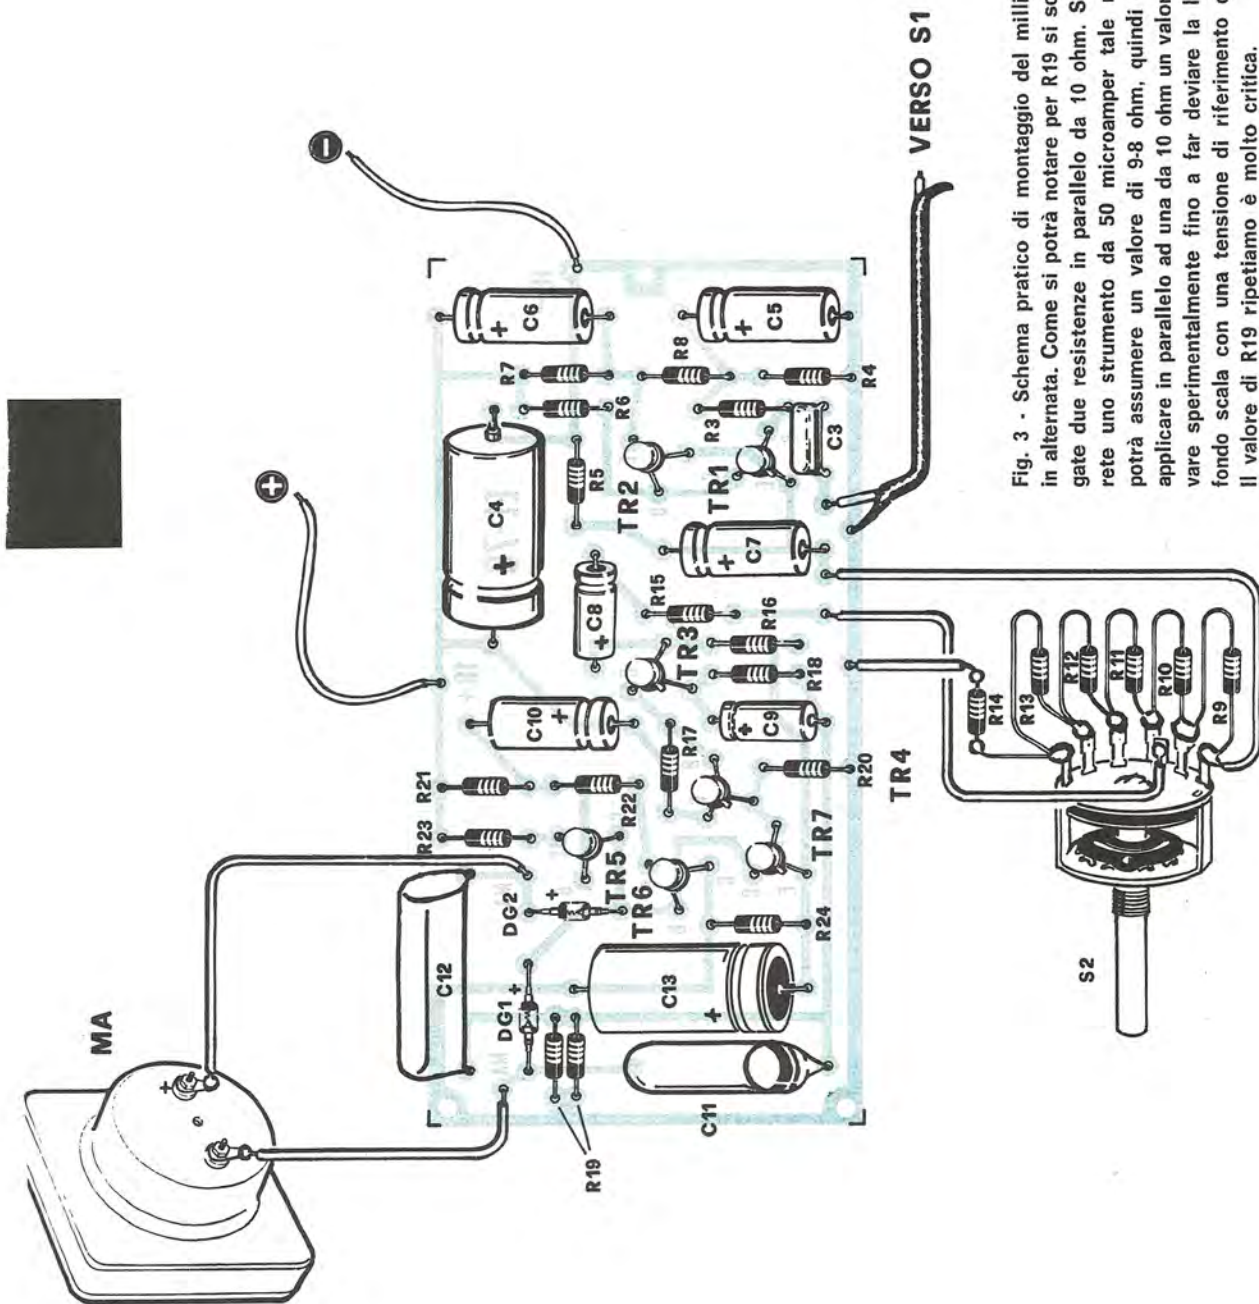 MA
+
C12
DG1
+
DG2
+
R19
C11
C13
+
R24
R23
R21
R22
TR5
TR6
TR7
R17
C10
+
TR3
R18
R16
R15
C9
+
R20
TR4
C8
+
C4
+
C7
+
R5
TR2
TR1
R6
R7
R3
R8
R4
C3
C6
+
C5
+
+
-
VERSO S1
S2
R14
R13
R12
R11
R10
R9
Fig. 3 - Schema pratico di montaggio del
in alternata. Come si potrà notare per R19 si
gate due resistenze in parallelo da 10 ohm.
rete uno strumento da 50 microamper tale
potrà assumere un valore di 9-8 ohm, quindi
applicare in parallelo ad una da 10 ohm un
vare sperimentalmente fino a far deviare la
fondo scala con una tensione di riferimento
Il valore di R19 ripetiamo è molto critica.